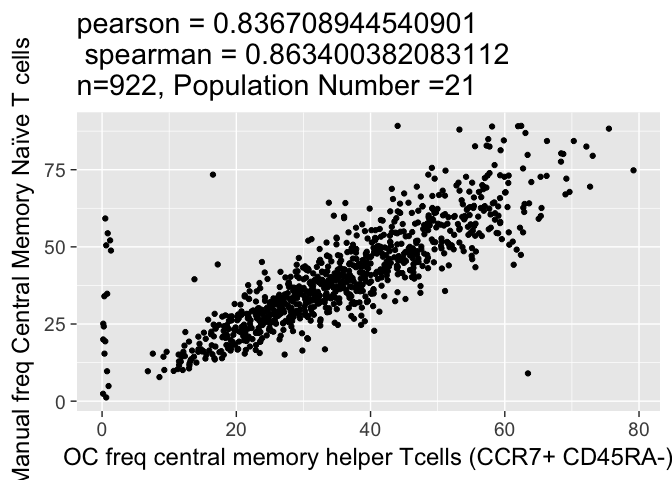 pearson = 0.836708944540901
spearman = 0.863400382083112
n=922, Population Number =21
Manual freq Central Memory Naïve T cells
75
50
25
0
0 20 40 60 80
OC freq central memory helper Tcells (CCR7+ CD45RA-)